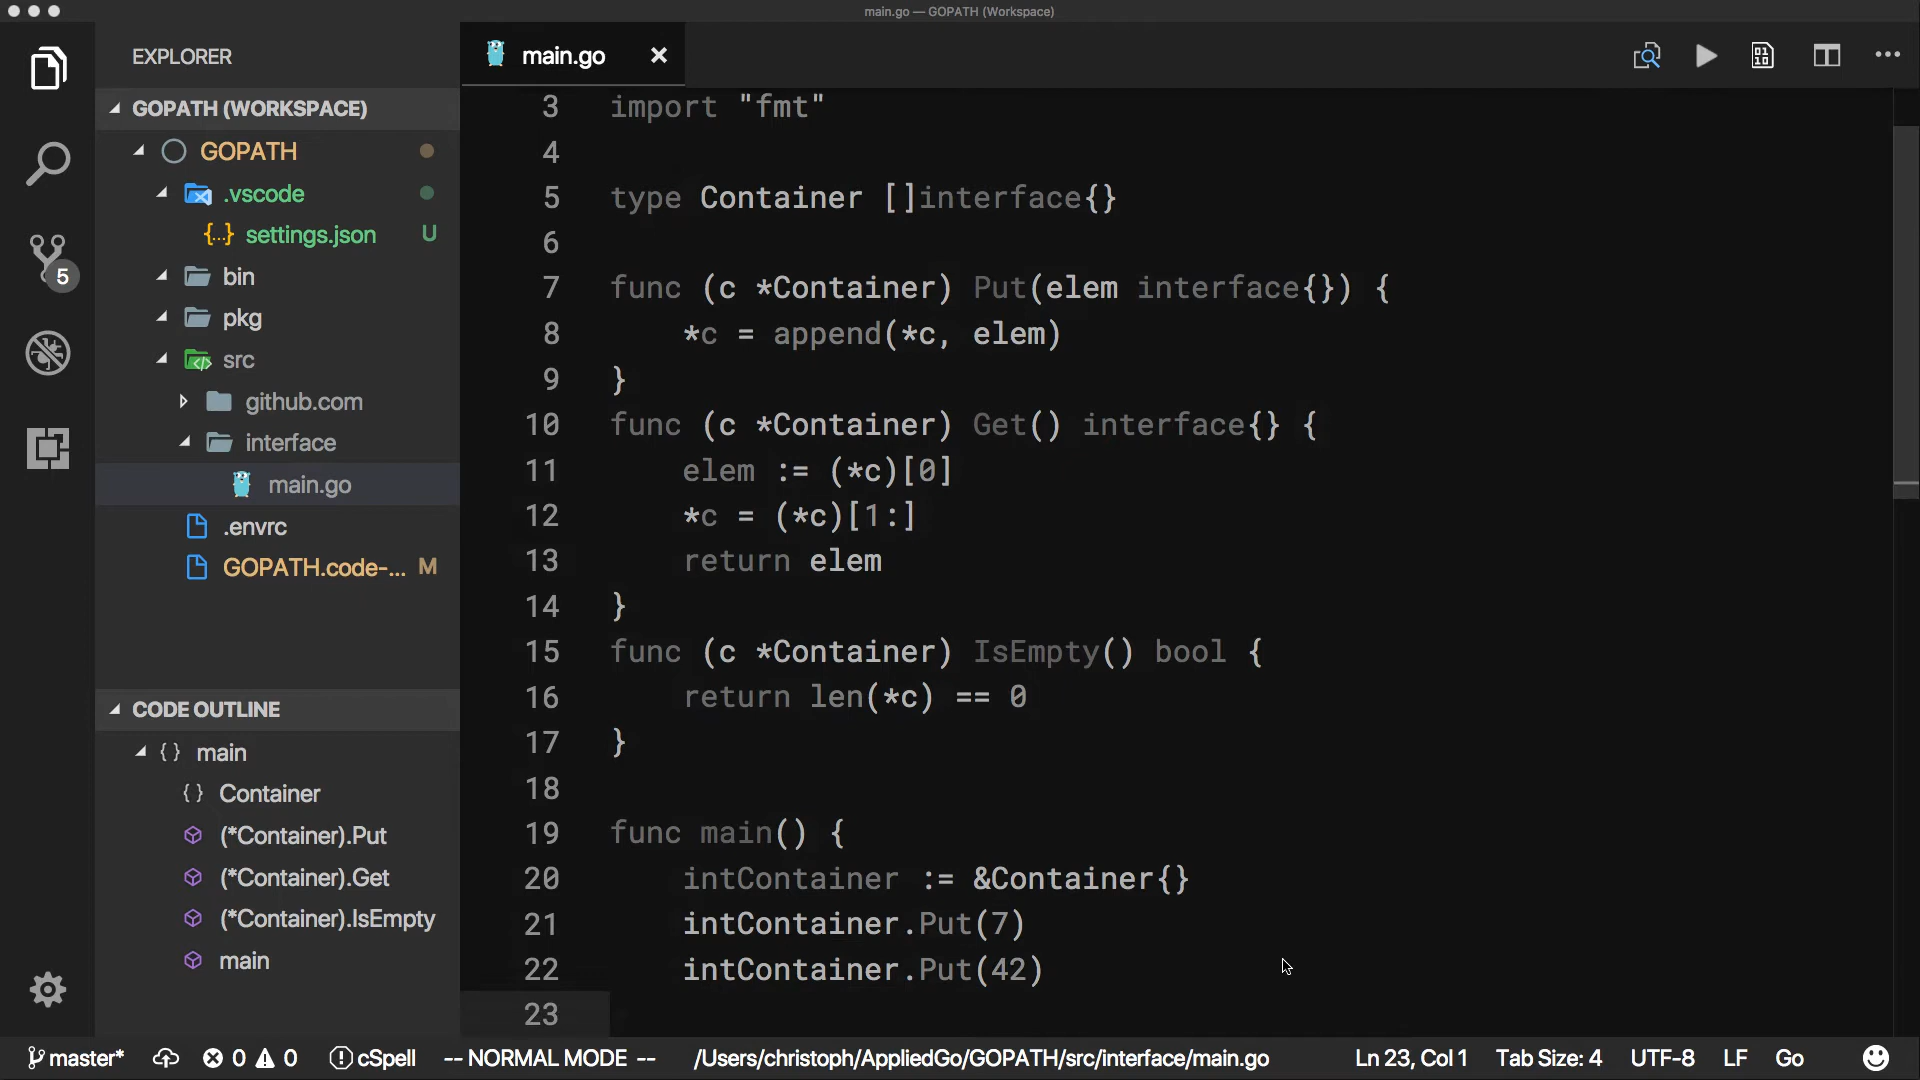 main.go — GOPATH (Workspace)
EXPLORER
GOPATH (WORKSPACE)
GOPATH
.vscode
{..} settings.json U
bin
pkg
src
github.com
interface
main.go
.envrc
GOPATH.code-... M
5
CODE OUTLINE
{} main
{} Container
(*Container).Put
(*Container).Get
(*Container).IsEmpty
main
main.go ×
3 import "fmt"
4
5 type Container []interface{}
6
7 func (c *Container) Put(elem interface{}) {
8 *c = append(*c, elem)
9 }
10 func (c *Container) Get() interface{} {
11 elem := (*c)[0]
12 *c = (*c)[1:]
13 return elem
14 }
15 func (c *Container) IsEmpty() bool {
16 return len(*c) == 0
17 }
18
19 func main() {
20 intContainer := &Container{}
21 intContainer.Put(7)
22 intContainer.Put(42)
23
master* 0 0 cSpell -- NORMAL MODE -- /Users/christoph/AppliedGo/GOPATH/src/interface/main.go Ln 23, Col 1 Tab Size: 4 UTF-8 LF Go